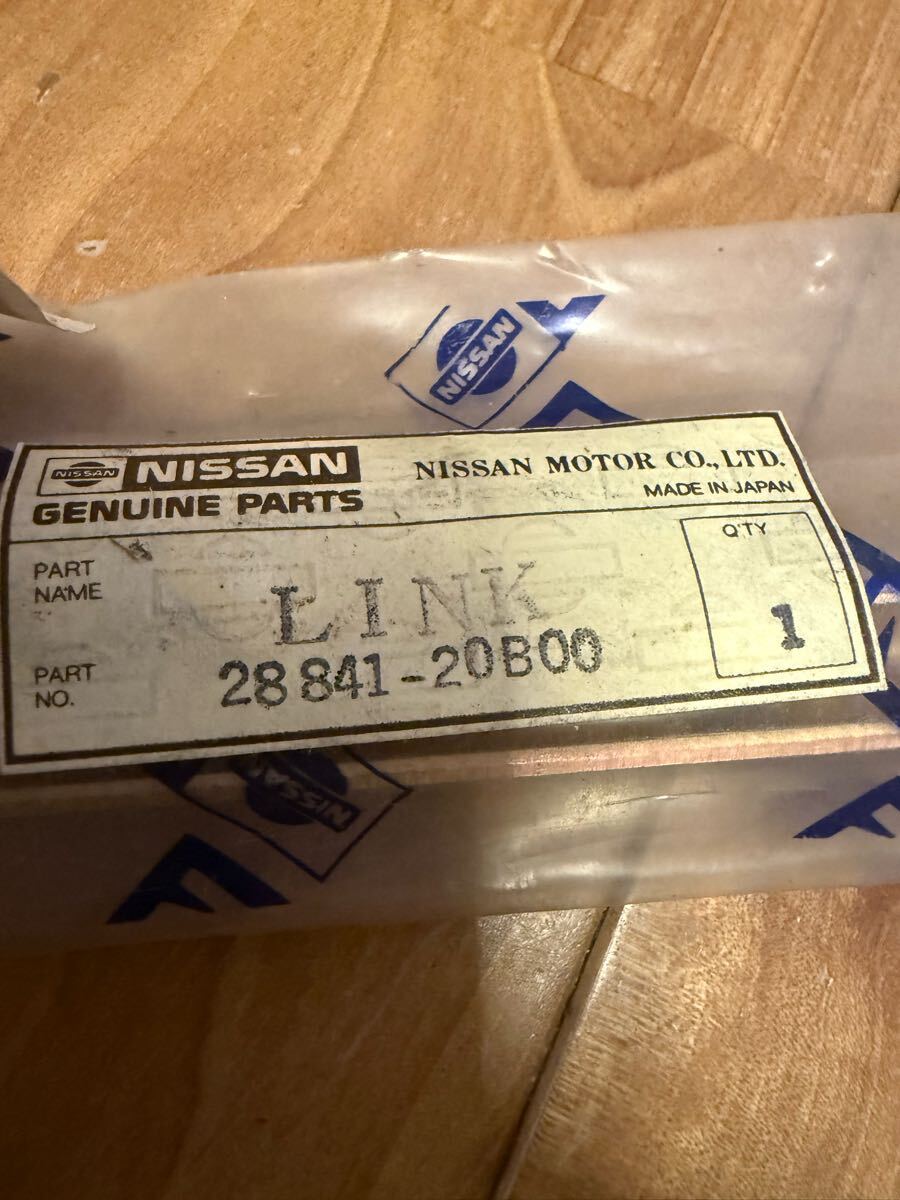 NISSAN
NISSAN NISSAN NISSAN MOTOR CO., LTD.
GENUINE PARTS MADE IN JAPAN
PART NAME LINK
Q'TY 1
PART NO. 28841-20B00
NISSAN